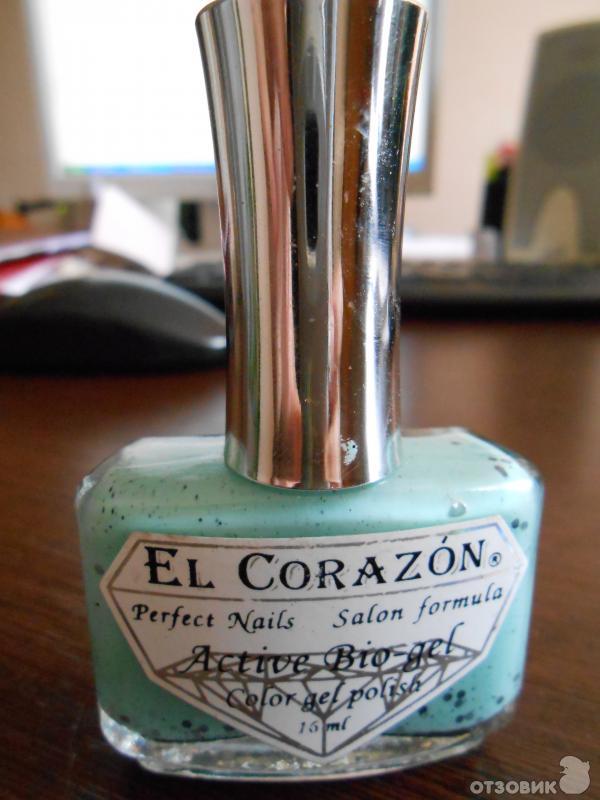 EL CORAZÓN®
Perfect Nails Salon formula
Active Bio-gel
Color gel polish
16 ml
ОТЗОВИК